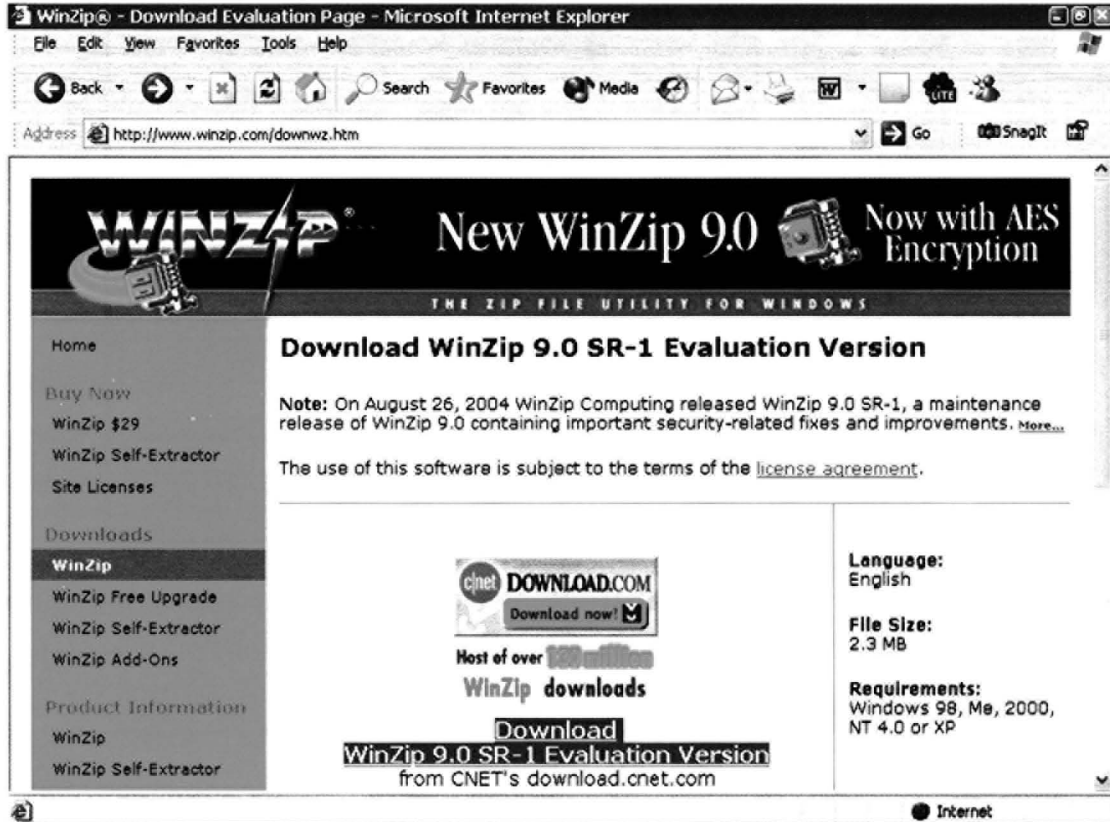 WinZip® - Download Evaluation Page - Microsoft Internet Explorer
File Edit View Favorites Tools Help
Back Search Favorites Media W LITE
Address http://www.winzip.com/downwz.htm Go SnagIt
WINZIP® New WinZip 9.0 Now with AES
Encryption
THE ZIP FILE UTILITY FOR WINDOWS
Home
Buy Now
WinZip $29
WinZip Self-Extractor
Site Licenses
Downloads
WinZip
WinZip Free Upgrade
WinZip Self-Extractor
WinZip Add-Ons
Product Information
WinZip
WinZip Self-Extractor
Download WinZip 9.0 SR-1 Evaluation Version
Note: On August 26, 2004 WinZip Computing released WinZip 9.0 SR-1, a maintenance
release of WinZip 9.0 containing important security-related fixes and improvements. More...
The use of this software is subject to the terms of the license agreement.
c|net DOWNLOAD.COM
Download now!
Host of over million
WinZip downloads
Download
WinZip 9.0 SR-1 Evaluation Version
from CNET's download.cnet.com
Language:
English
File Size:
2.3 MB
Requirements:
Windows 98, Me, 2000,
NT 4.0 or XP
Internet